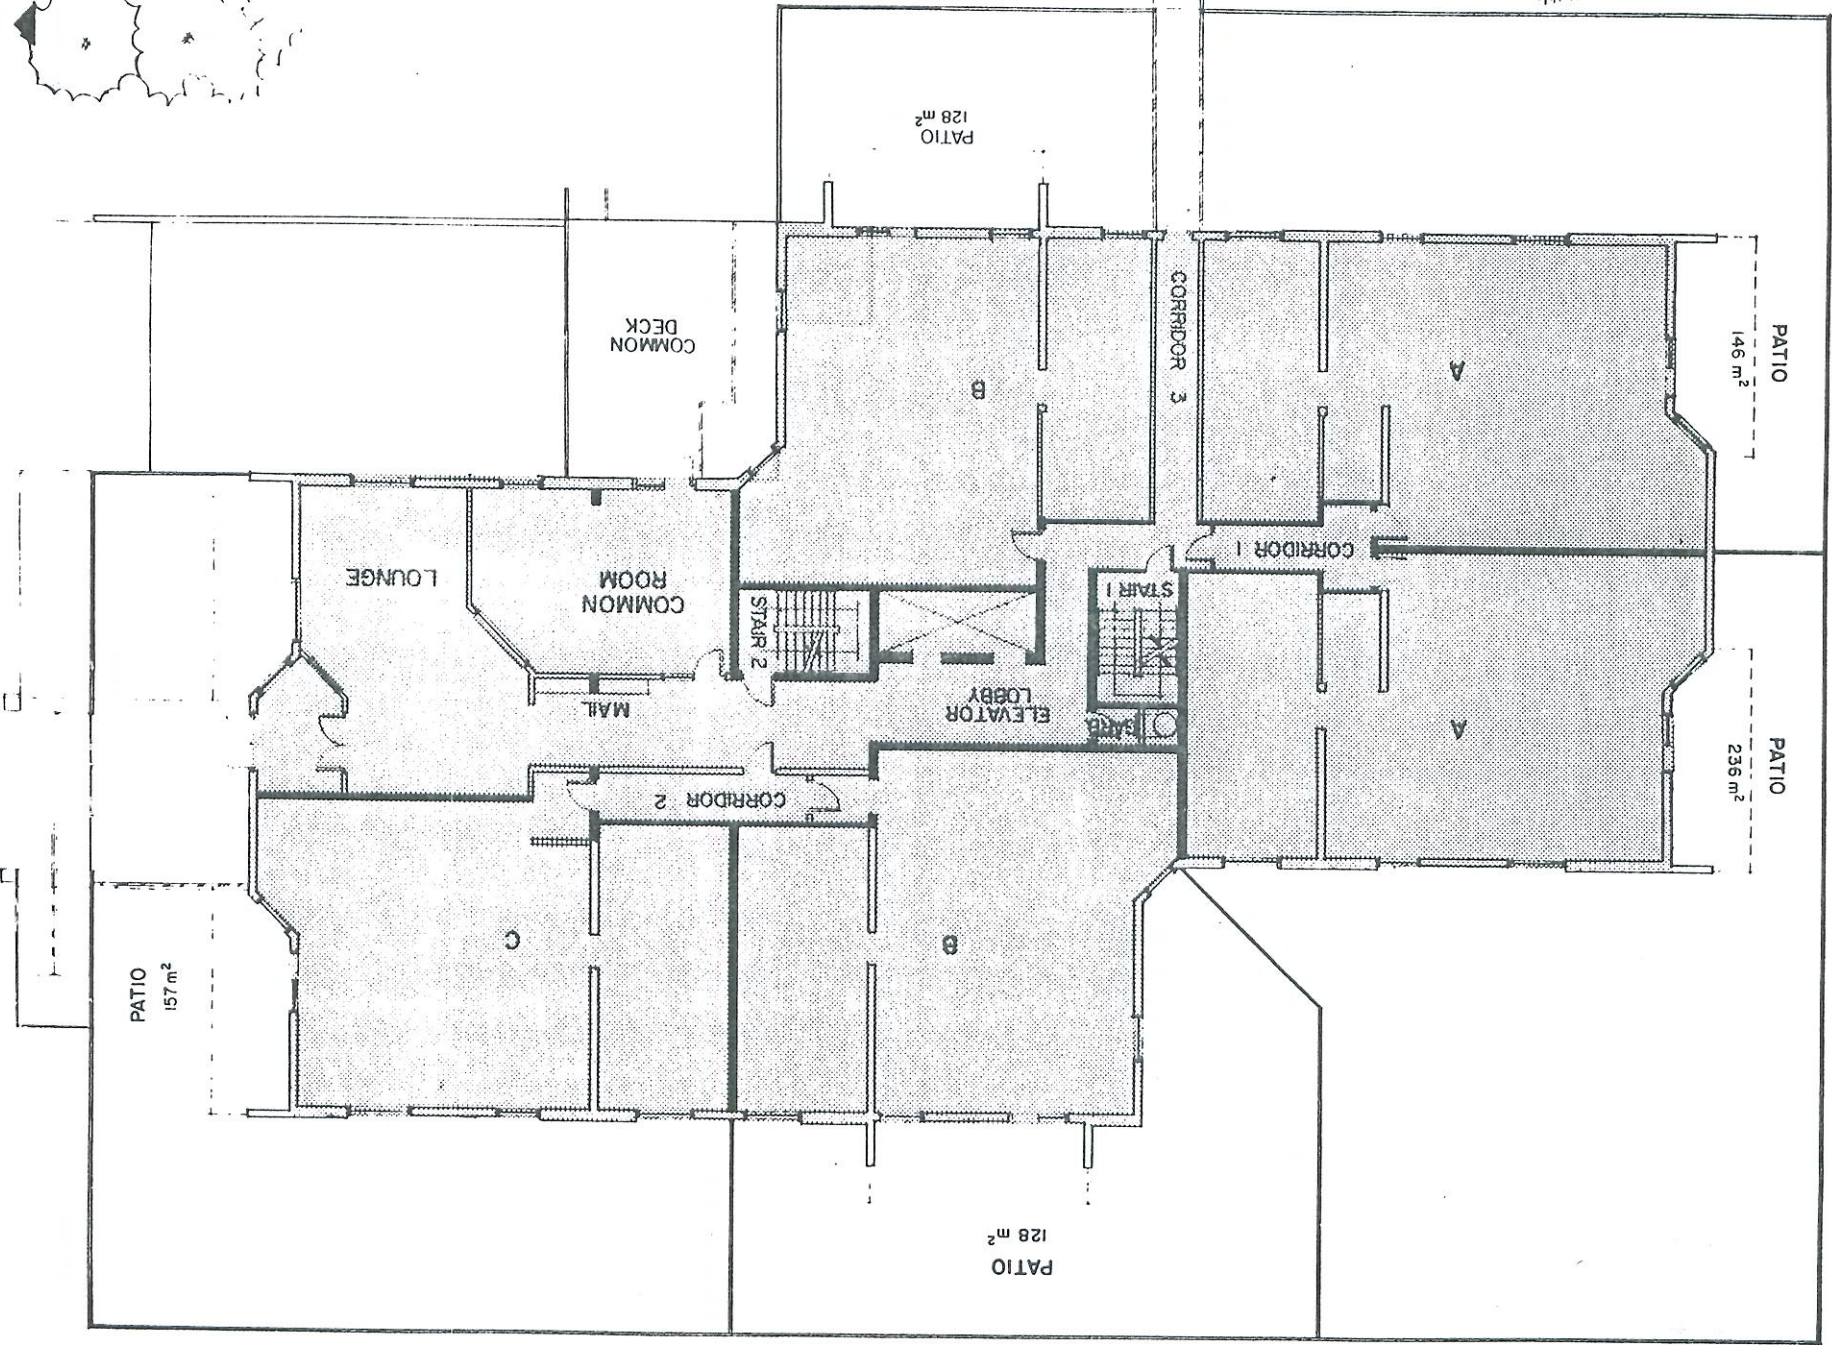 PATIO
128 m²
CORRIDOR 3
PATIO
146 m²
COMMON
DECK
B
A
CORRIDOR 1
LOUNGE
COMMON
ROOM
STAIR 2
STAIR 1
MAIL
ELEVATOR
LOBBY
GARB.
A
PATIO
236 m²
CORRIDOR 2
C
B
PATIO
157 m²
PATIO
128 m²